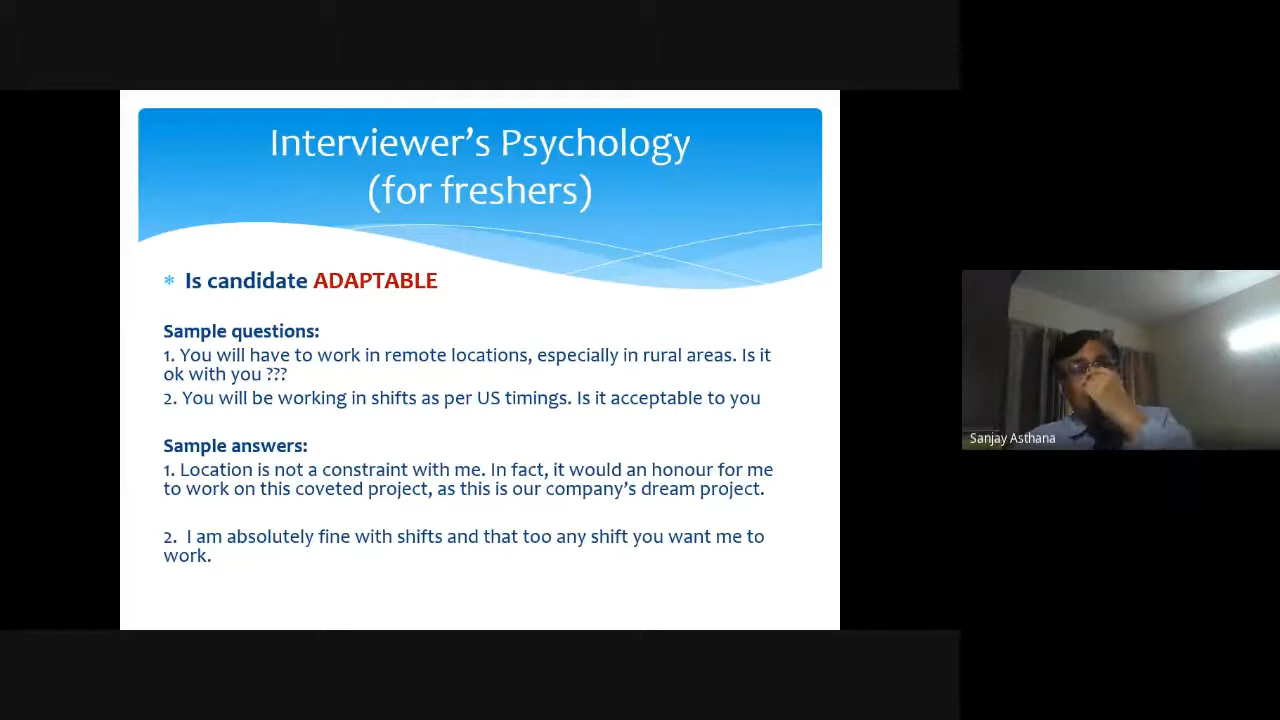 Interviewer’s Psychology
(for freshers)
* Is candidate ADAPTABLE
Sample questions:
1. You will have to work in remote locations, especially in rural areas. Is it
ok with you ???
2. You will be working in shifts as per US timings. Is it acceptable to you
Sample answers:
1. Location is not a constraint with me. In fact, it would an honour for me
to work on this coveted project, as this is our company’s dream project.
2. I am absolutely fine with shifts and that too any shift you want me to
work.
Sanjay Asthana